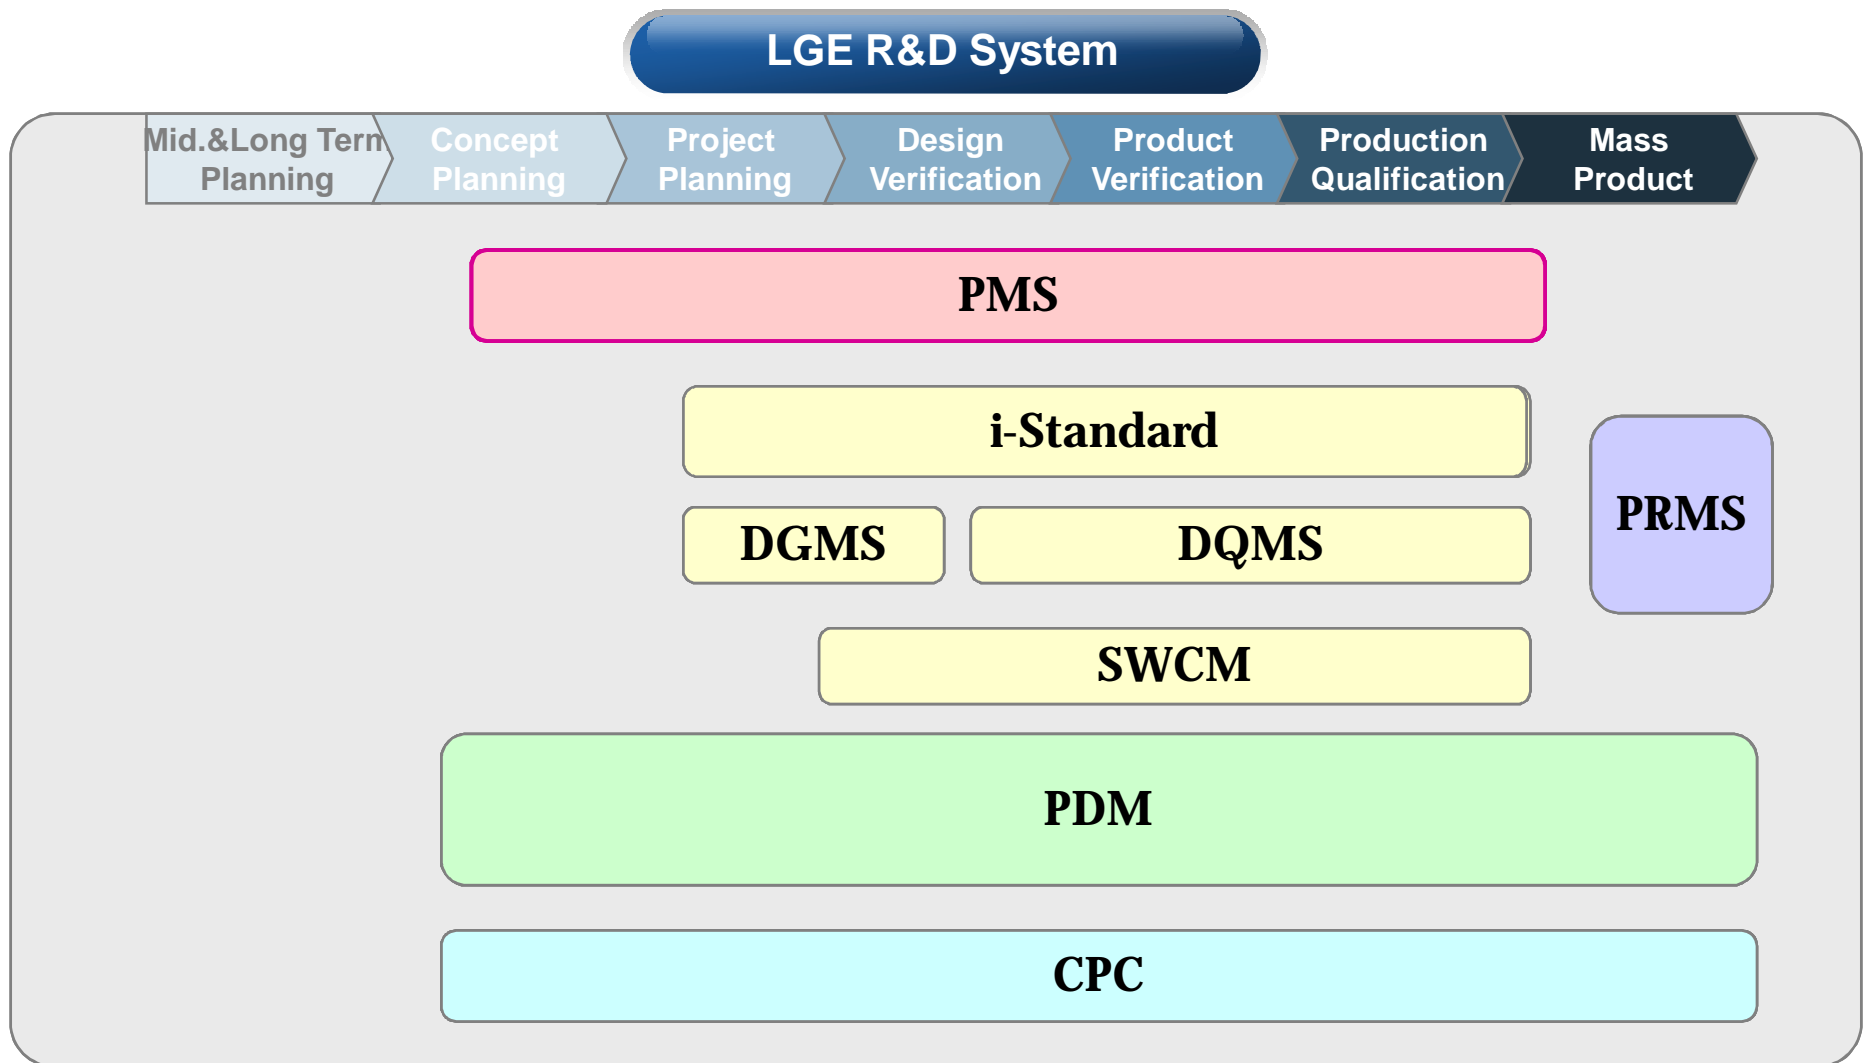 LGE R&D System
Mid.&Long Term
Planning
Concept
Planning
Project
Planning
Design
Verification
Product
Verification
Production
Qualification
Mass
Product
PMS
i-Standard
PRMS
DGMS
DQMS
SWCM
PDM
CPC